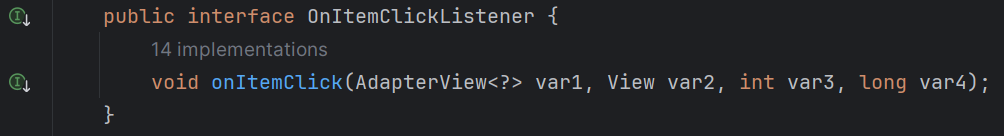 public interface OnItemClickListener {
14 implementations
void onItemClick(AdapterView<?> var1, View var2, int var3, long var4);
}